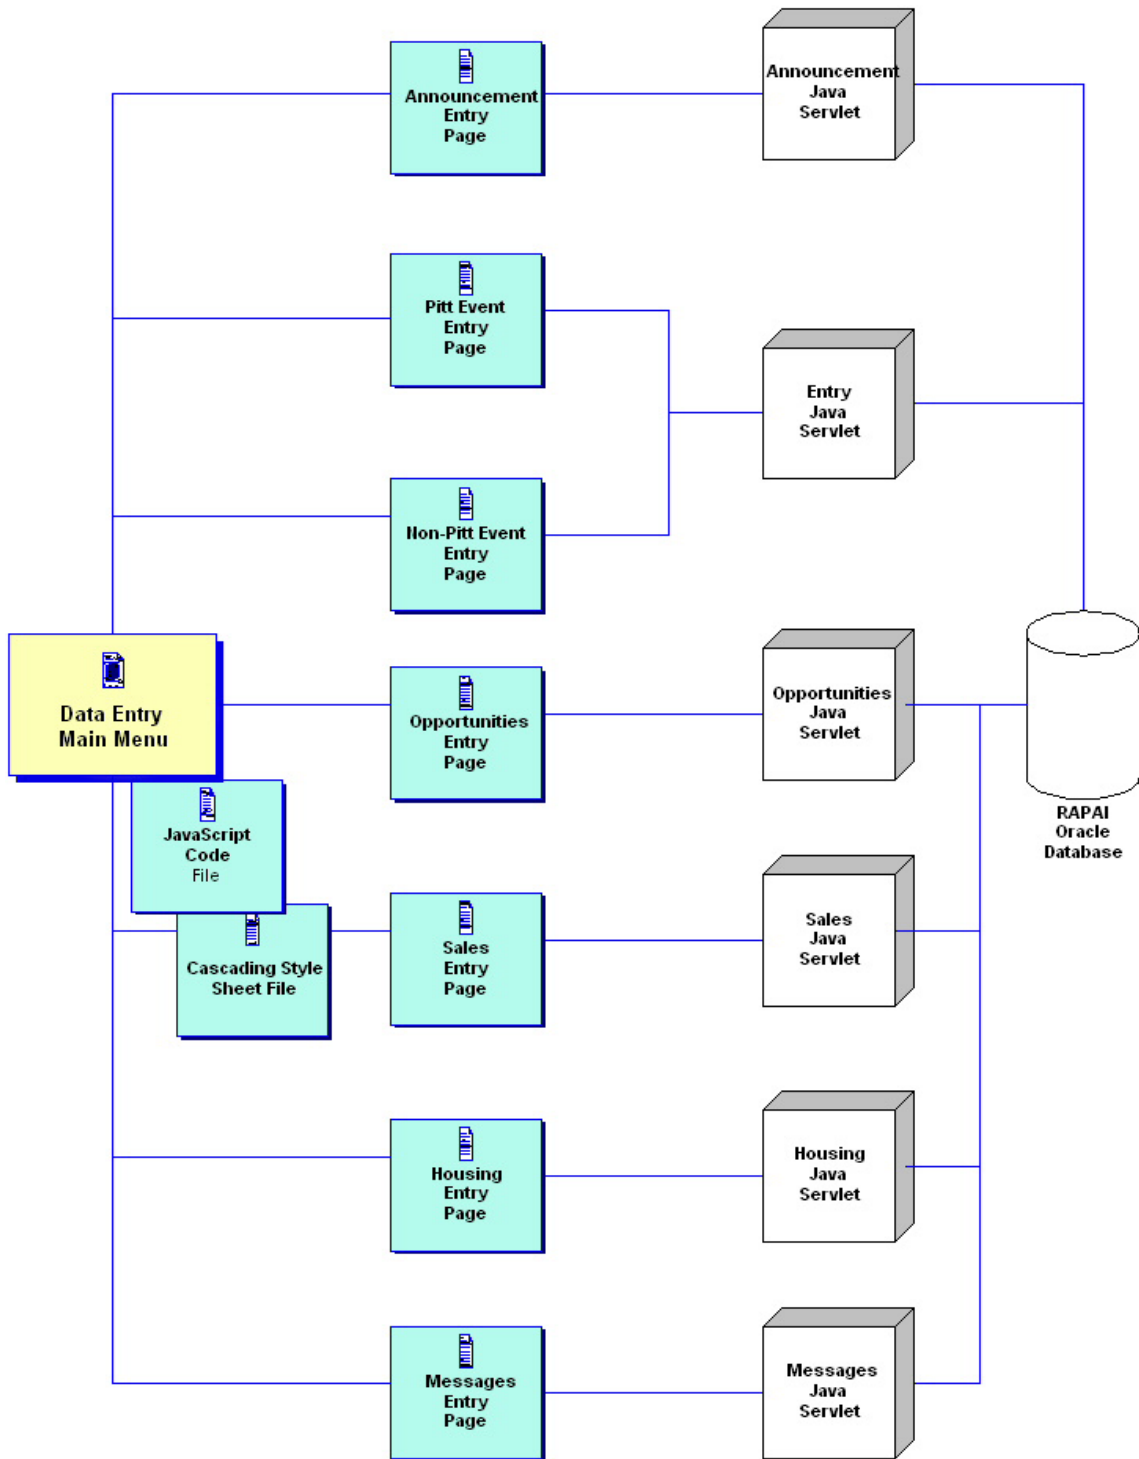 Announcement
Entry
Page
Announcement
Java
Servlet
Pitt Event
Entry
Page
Entry
Java
Servlet
Non-Pitt Event
Entry
Page
Data Entry
Main Menu
Opportunities
Entry
Page
Opportunities
Java
Servlet
RAPAI
Oracle
Database
JavaScript
Code
File
Cascading Style
Sheet File
Sales
Entry
Page
Sales
Java
Servlet
Housing
Entry
Page
Housing
Java
Servlet
Messages
Entry
Page
Messages
Java
Servlet